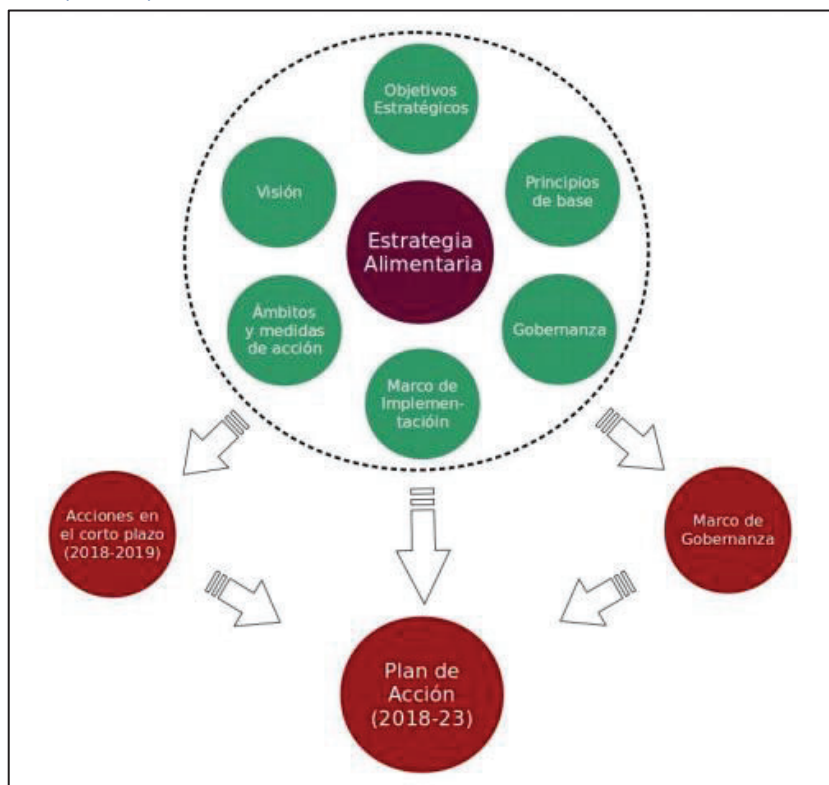 Objetivos
Estratégicos
Visión
Principios
de base
Estrategia
Alimentaria
Ámbitos
y medidas
de acción
Gobernanza
Marco de
Implemen-
tacióin
Acciones en
el corto plazo
(2018-2019)
Marco de
Gobernanza
Plan de
Acción
(2018-23)